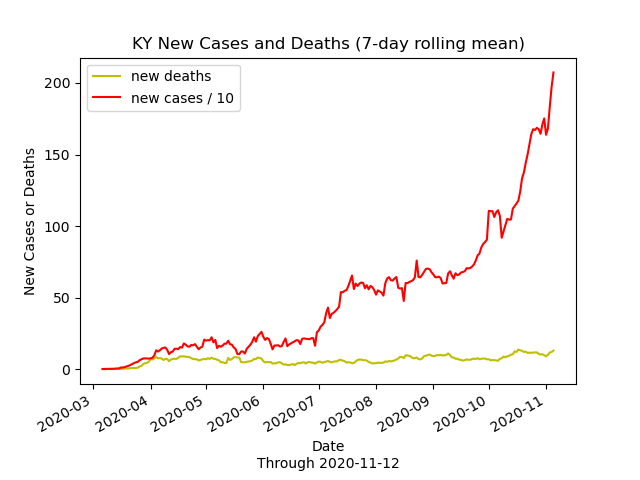 KY New Cases and Deaths (7-day rolling mean)
new deaths
new cases / 10
New Cases or Deaths
200
150
100
50
0
2020-03
2020-04
2020-05
2020-06
2020-07
2020-08
2020-09
2020-10
2020-11
Date
Through 2020-11-12